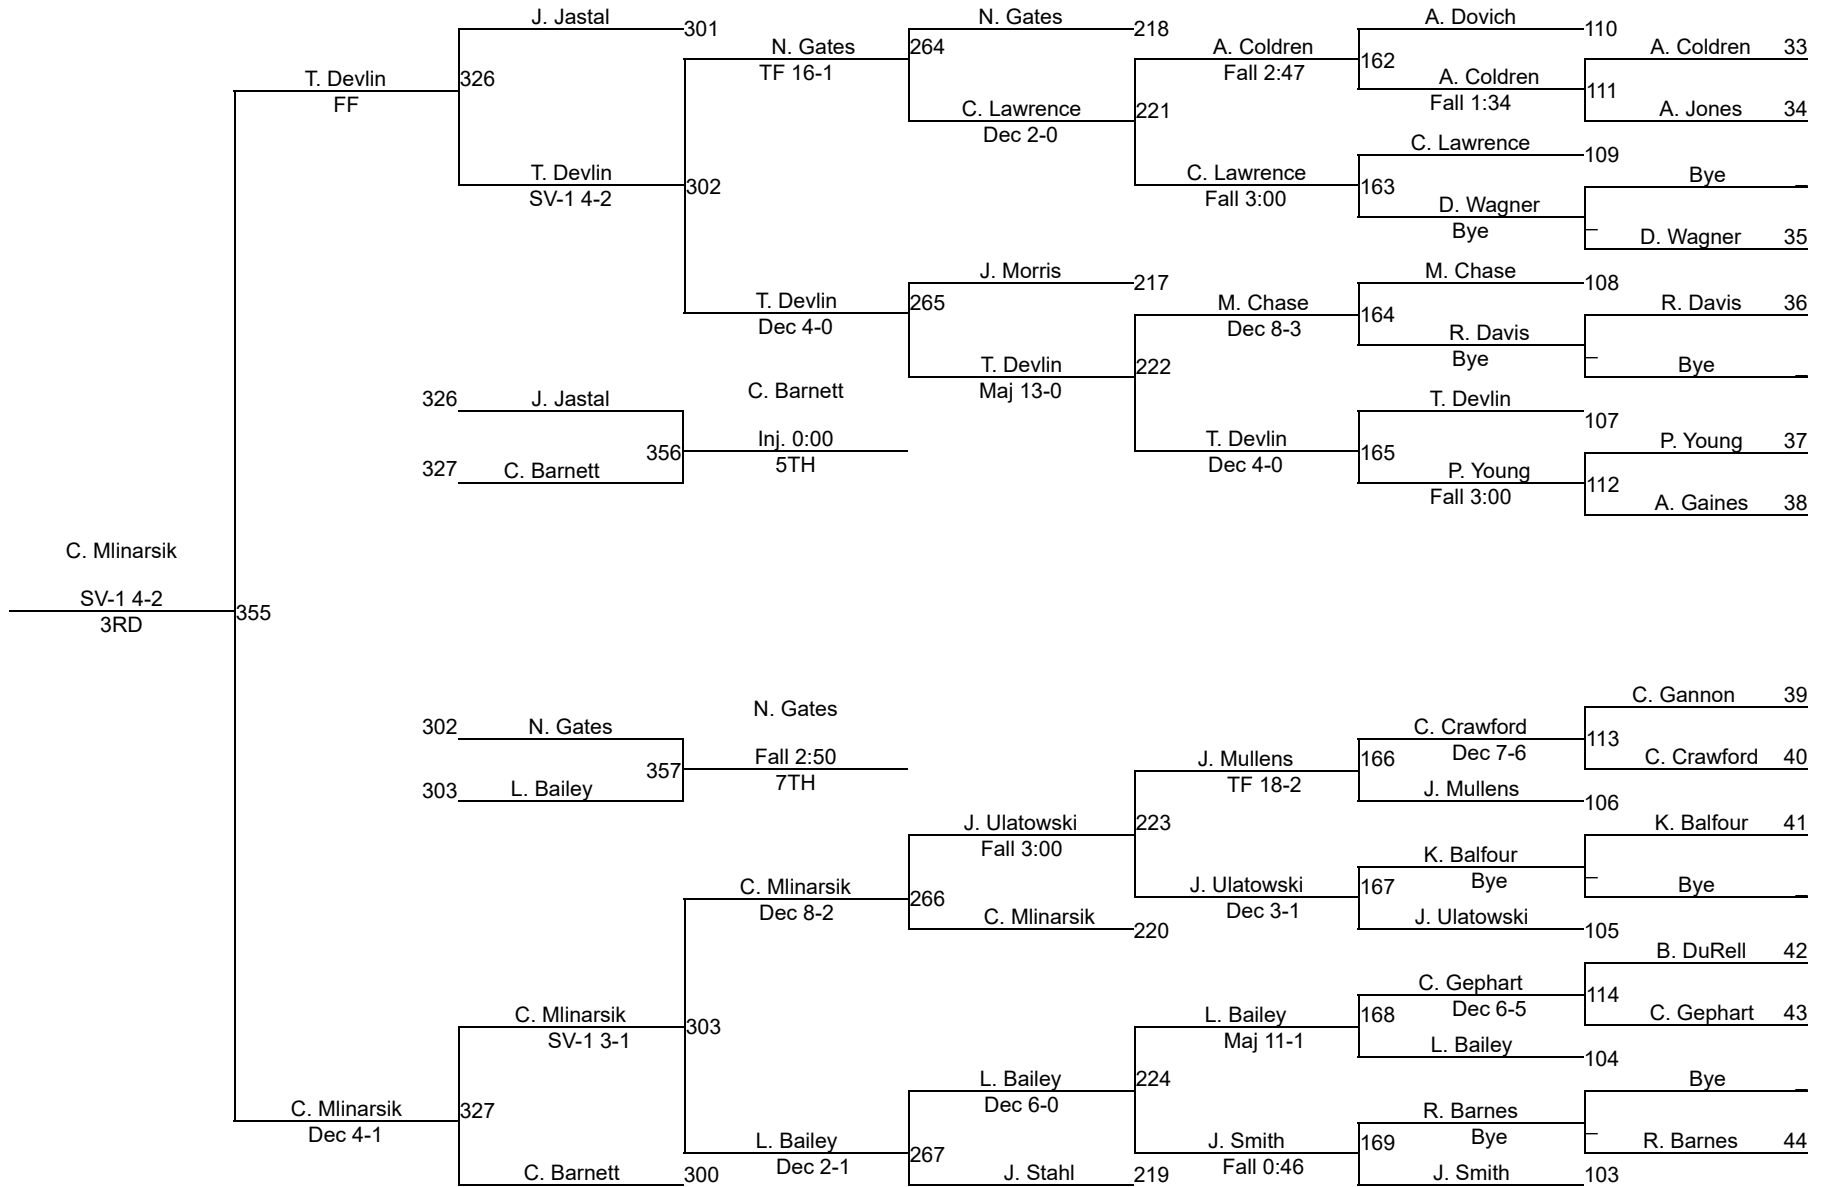 J. Jastal
301
T. Devlin
FF
326
T. Devlin
SV-1 4-2
302
N. Gates
TF 16-1
264
N. Gates
218
C. Lawrence
Dec 2-0
221
A. Coldren
Fall 2:47
162
A. Dovich
110
A. Coldren
Fall 1:34
111
A. Coldren 33
A. Jones 34
C. Lawrence
Fall 3:00
163
C. Lawrence
109
D. Wagner
Bye
Bye _
_
D. Wagner 35
T. Devlin
Dec 4-0
265
J. Morris
217
T. Devlin
Maj 13-0
222
M. Chase
Dec 8-3
164
M. Chase
108
R. Davis
Bye
R. Davis 36
_
Bye _
T. Devlin
Dec 4-0
165
T. Devlin
107
P. Young
Fall 3:00
112
P. Young 37
A. Gaines 38
326 J. Jastal
327 C. Barnett
356
C. Barnett
Inj. 0:00
5TH
C. Mlinarsik
SV-1 4-2
3RD
355
302 N. Gates
303 L. Bailey
357
N. Gates
Fall 2:50
7TH
C. Mlinarsik
Dec 4-1
327
C. Mlinarsik
SV-1 3-1
303
C. Barnett
300
C. Mlinarsik
Dec 8-2
266
J. Ulatowski
Fall 3:00
223
C. Mlinarsik
220
J. Mullens
TF 18-2
166
C. Crawford
Dec 7-6
113
C. Gannon 39
C. Crawford 40
J. Mullens
106
J. Ulatowski
Dec 3-1
167
K. Balfour
Bye
K. Balfour 41
_
Bye _
J. Ulatowski
105
L. Bailey
Dec 2-1
267
L. Bailey
Dec 6-0
224
J. Stahl
219
L. Bailey
Maj 11-1
168
C. Gephart
Dec 6-5
114
B. DuRell 42
C. Gephart 43
L. Bailey
104
J. Smith
Fall 0:46
169
R. Barnes
Bye
Bye _
_
R. Barnes 44
J. Smith
103